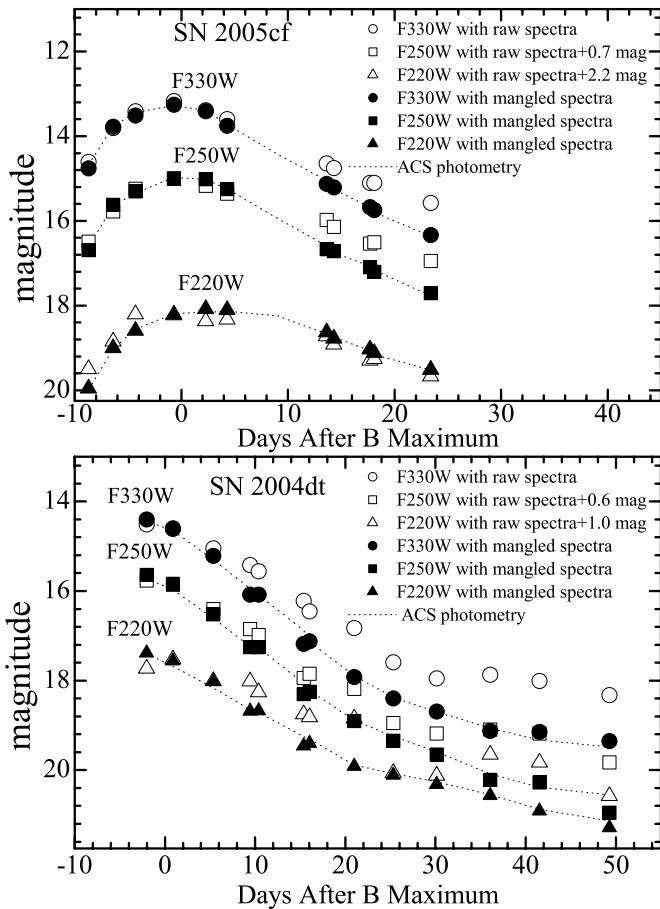 SN 2005cf
F330W with raw spectra
F250W with raw spectra+0.7 mag
F220W with raw spectra+2.2 mag
F330W with mangled spectra
F250W with mangled spectra
F220W with mangled spectra
ACS photometry
F330W
F250W
F220W
12
14
16
18
20
magnitude
-10 0 10 20 30 40
Days After B Maximum
SN 2004dt
F330W with raw spectra
F250W with raw spectra+0.6 mag
F220W with raw spectra+1.0 mag
F330W with mangled spectra
F250W with mangled spectra
F220W with mangled spectra
ACS photometry
F330W
F250W
F220W
14
16
18
20
magnitude
-10 0 10 20 30 40 50
Days After B Maximum